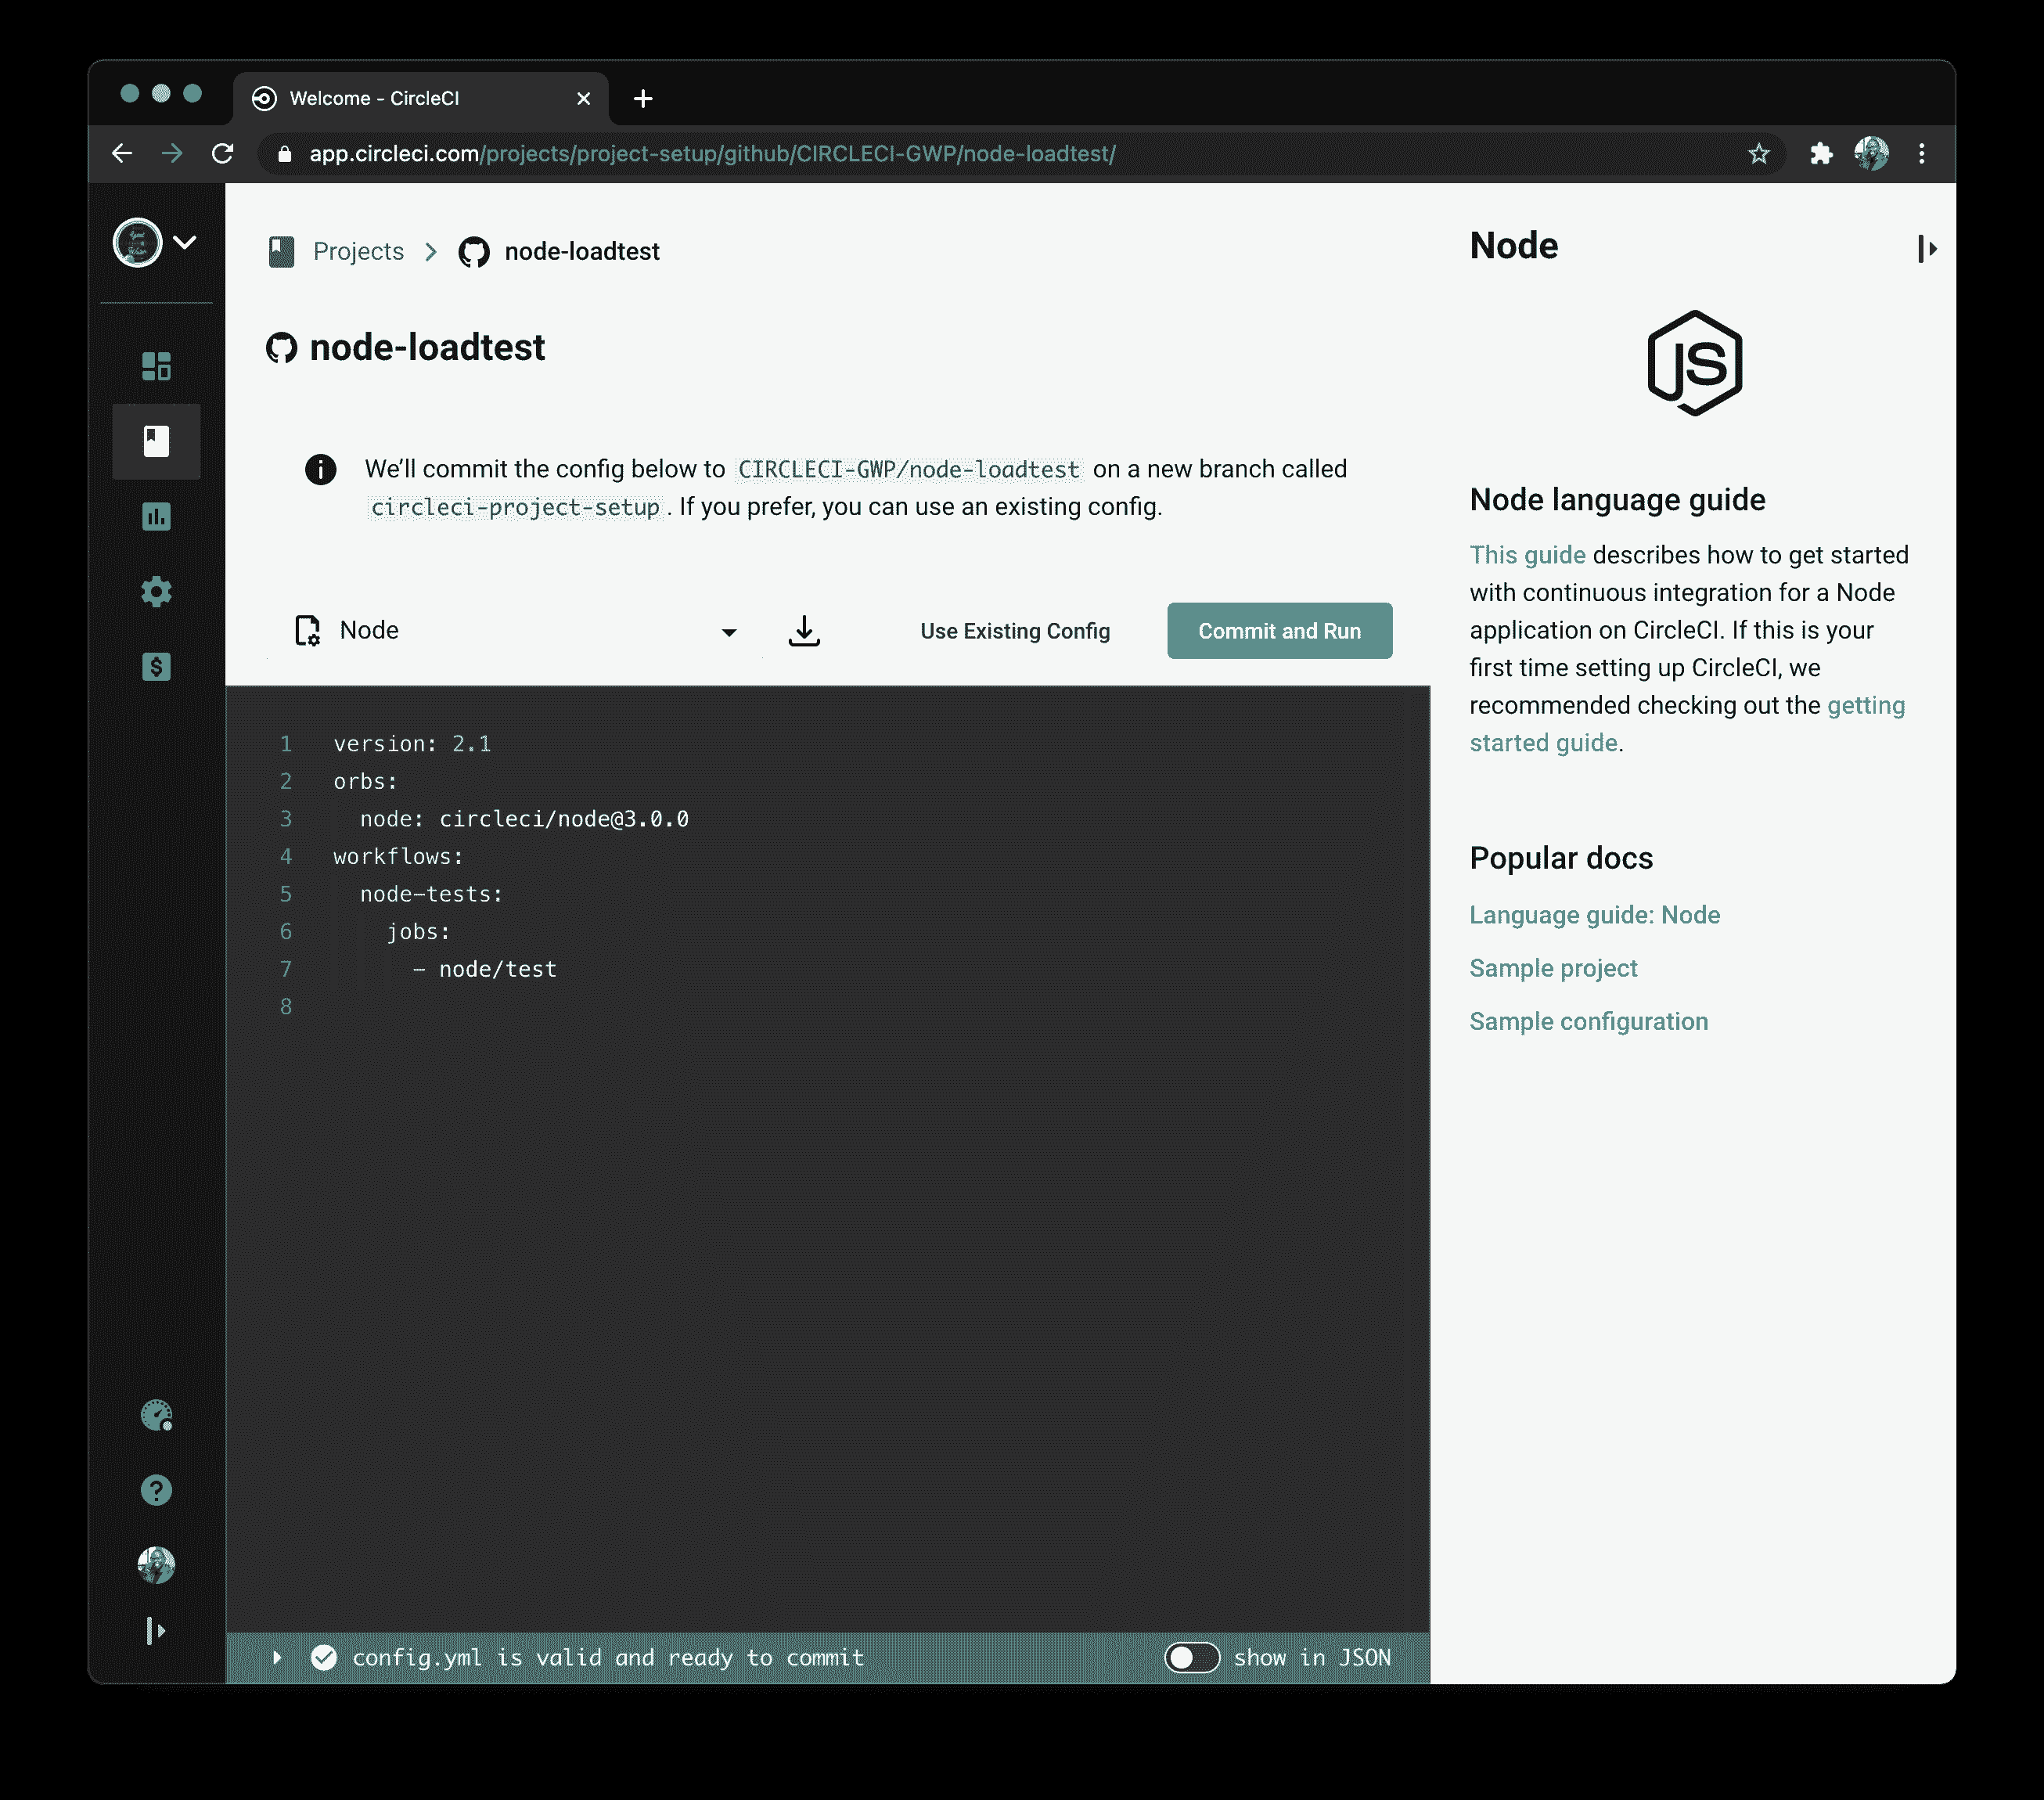 Welcome - CircleCI
app.circleci.com/projects/project-setup/github/CIRCLECI-GWP/node-loadtest/
Projects
node-loadtest
node-loadtest
We’ll commit the config below to CIRCLECI-GWP/node-loadtest on a new branch called
circleci-project-setup. If you prefer, you can use an existing config.
Node
Use Existing Config
Commit and Run
1 version: 2.1
2 orbs:
3 node: circleci/node@3.0.0
4 workflows:
5 node-tests:
6 jobs:
7 - node/test
8
config.yml is valid and ready to commit
show in JSON
Node
JS
Node language guide
This guide describes how to get started
with continuous integration for a Node
application on CircleCI. If this is your
first time setting up CircleCI, we
recommended checking out the getting
started guide.
Popular docs
Language guide: Node
Sample project
Sample configuration